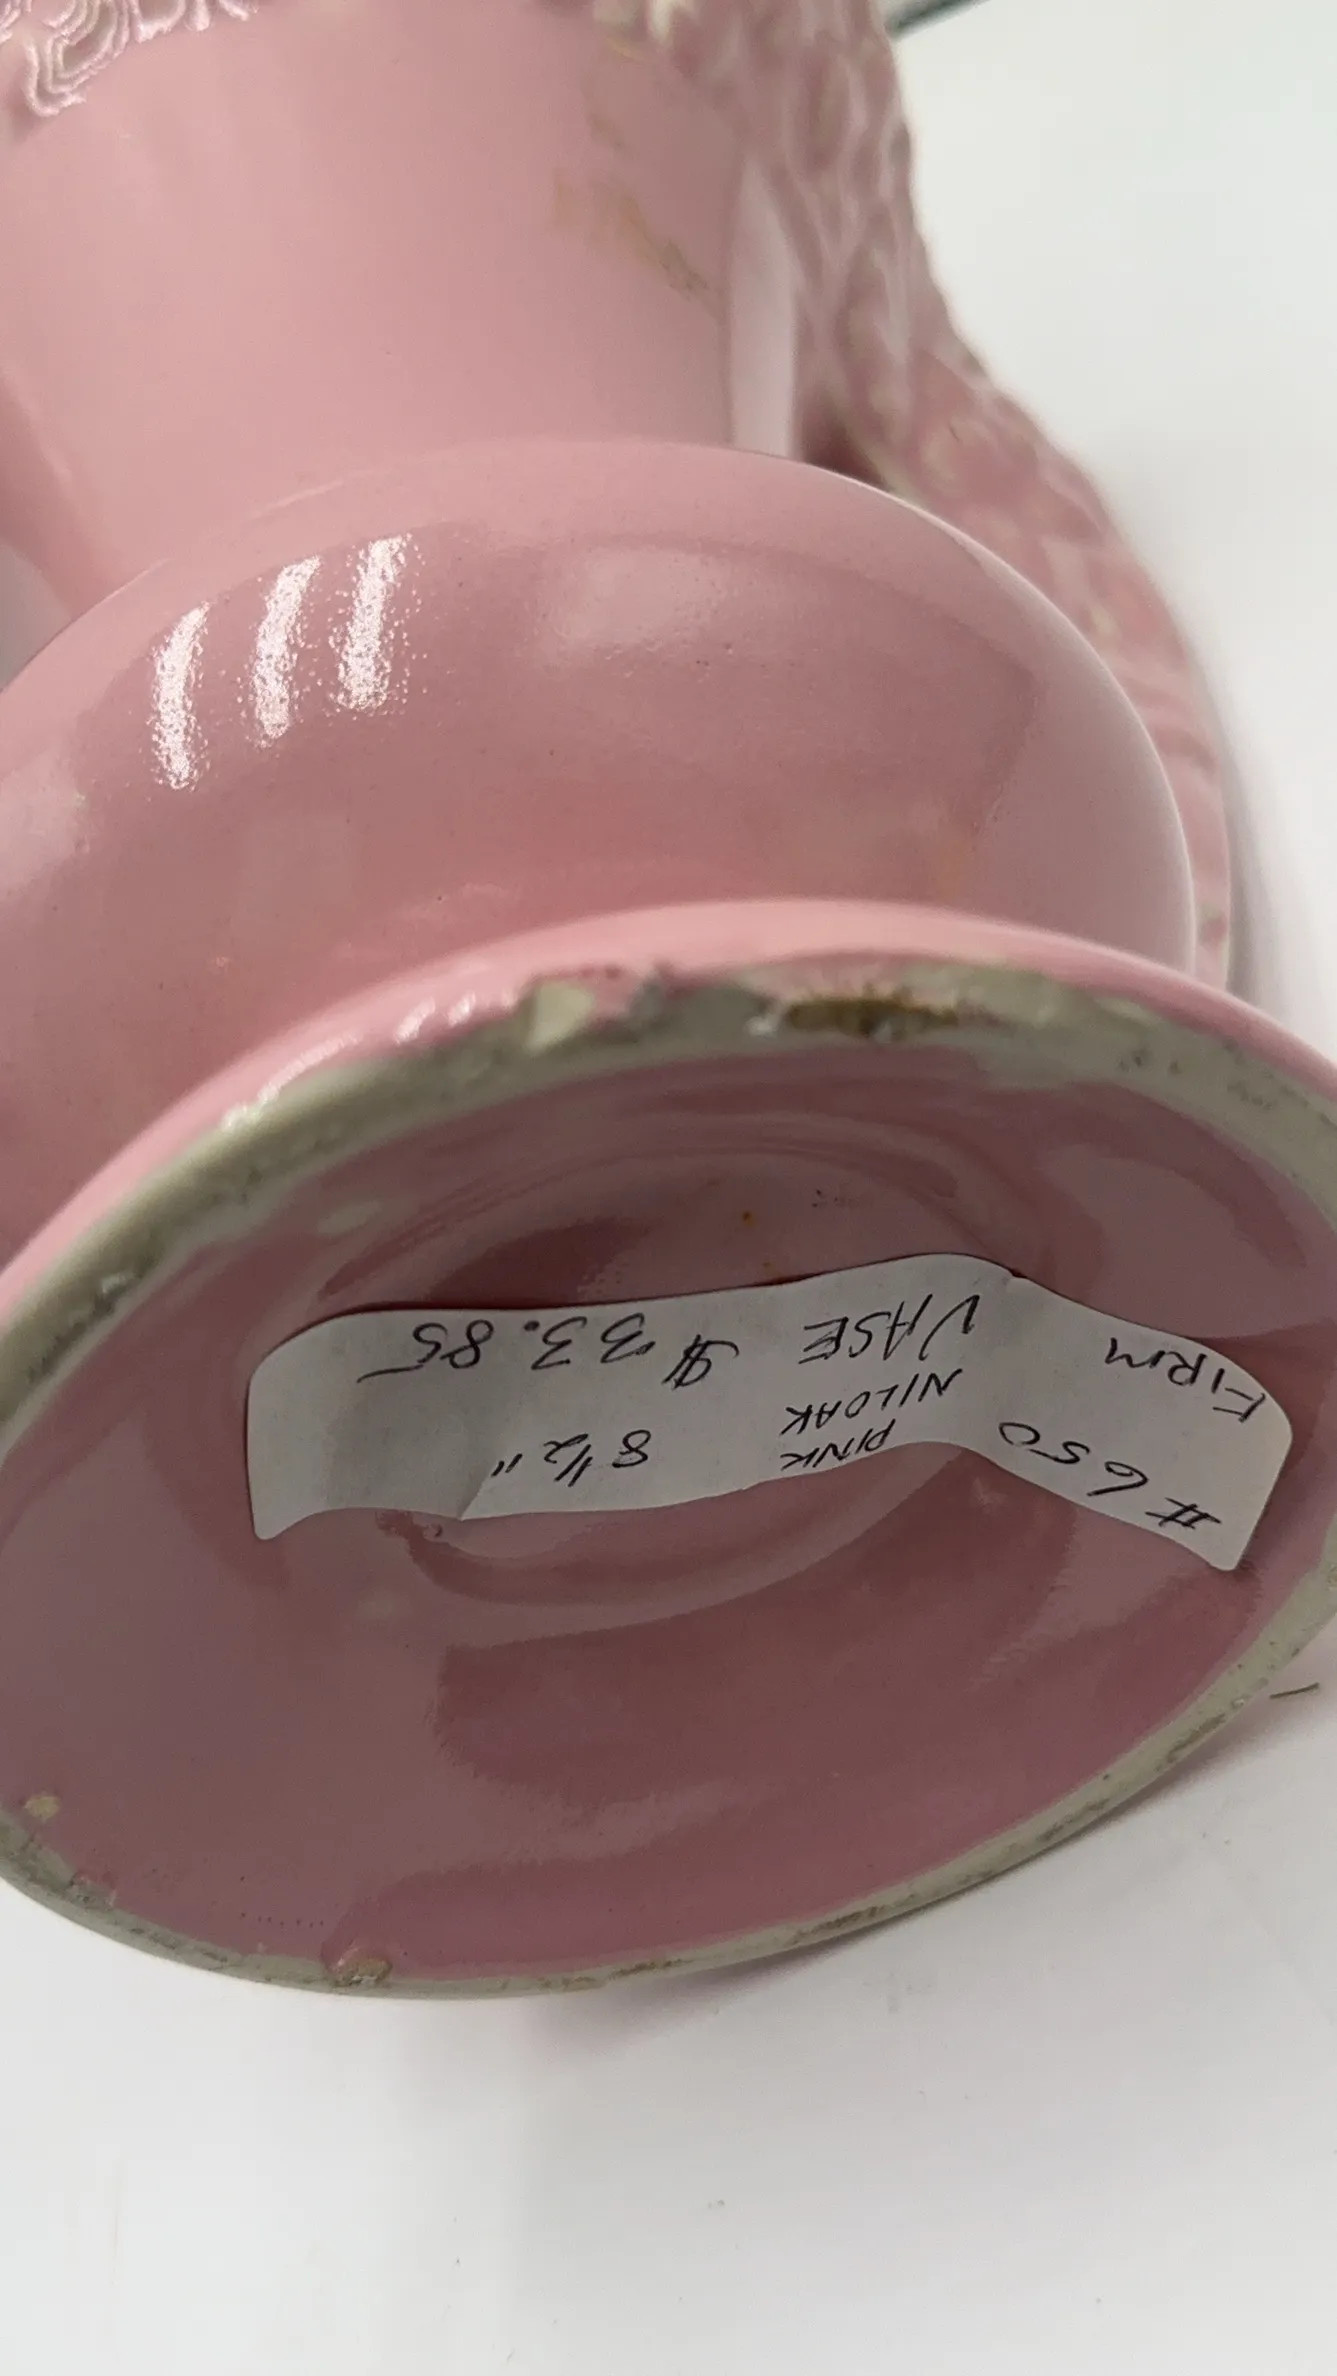 #650 PINK 8½"
NILOAK
FIRM VASE $33.85